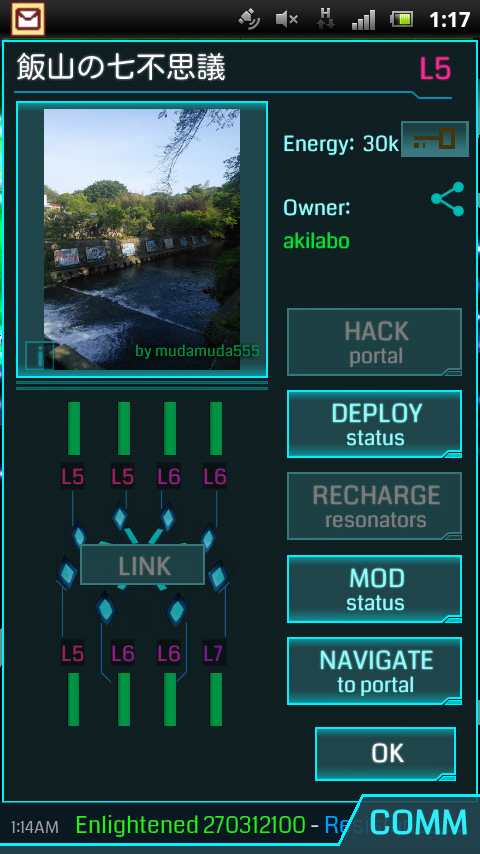 1:17
飯山の七不思議
L5
Energy: 30k
Owner:
akilabo
i
by mudamuda555
HACK
portal
DEPLOY
status
L5 L5 L6 L6
RECHARGE
resonators
LINK
MOD
status
L5 L6 L6 L7
NAVIGATE
to portal
OK
1:14AM Enlightened 270312100 - Resi
COMM